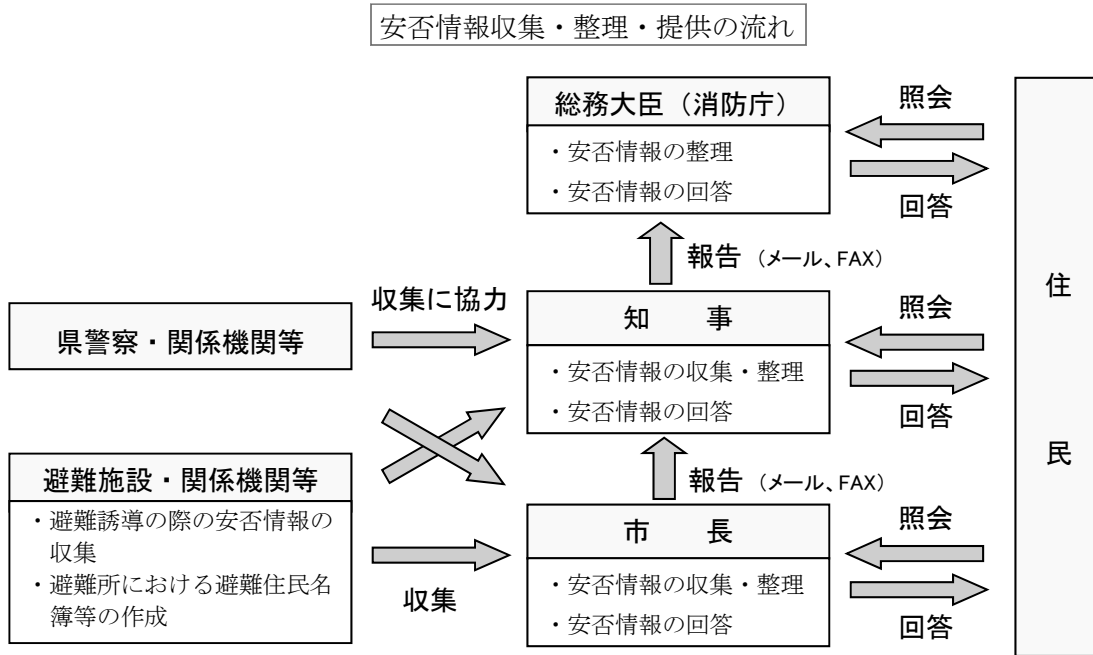 安否情報収集・整理・提供の流れ
総務大臣（消防庁）
・安否情報の整理
・安否情報の回答
照会
回答
報告（メール、FAX）
県警察・関係機関等
収集に協力
知　　事
・安否情報の収集・整理
・安否情報の回答
照会
回答
報告（メール、FAX）
避難施設・関係機関等
・避難誘導の際の安否情報の
収集
・避難所における避難住民名
簿等の作成
収集
市　　長
・安否情報の収集・整理
・安否情報の回答
照会
回答
住
民